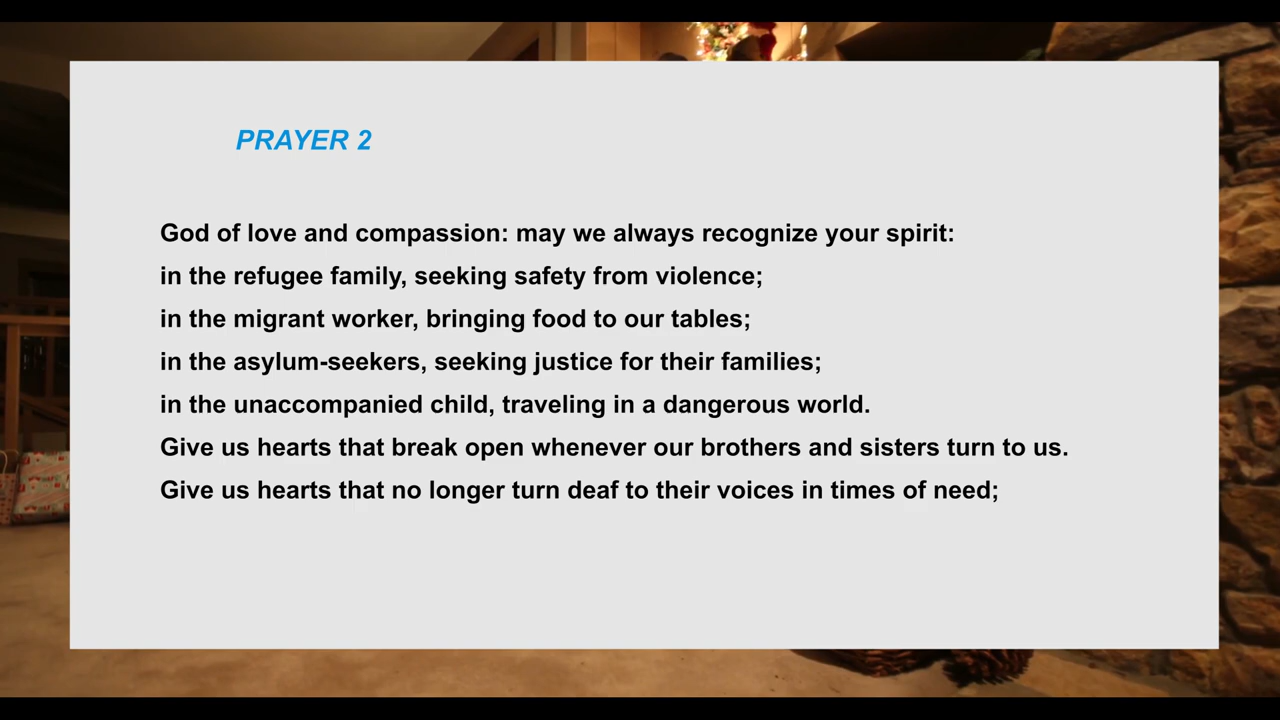 PRAYER 2
God of love and compassion: may we always recognize your spirit:
in the refugee family, seeking safety from violence;
in the migrant worker, bringing food to our tables;
in the asylum-seekers, seeking justice for their families;
in the unaccompanied child, traveling in a dangerous world.
Give us hearts that break open whenever our brothers and sisters turn to us.
Give us hearts that no longer turn deaf to their voices in times of need;